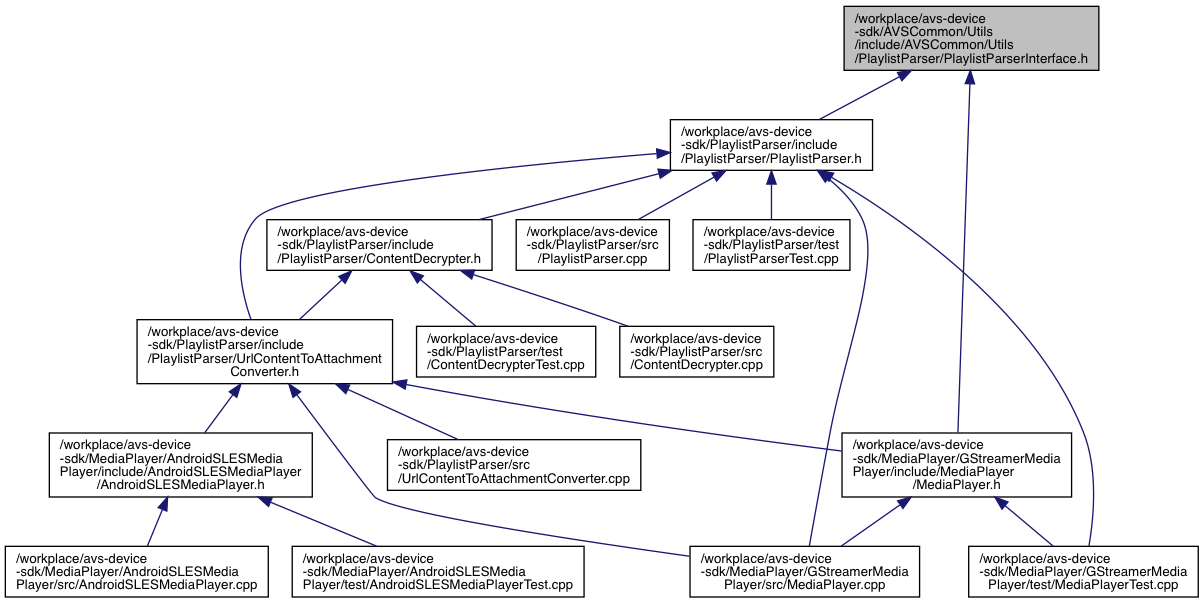 /workplace/avs-device
-sdk/AVSCommon/Utils
/include/AVSCommon/Utils
/PlaylistParser/PlaylistParserInterface.h
/workplace/avs-device
-sdk/PlaylistParser/include
/PlaylistParser/PlaylistParser.h
/workplace/avs-device
-sdk/PlaylistParser/include
/PlaylistParser/ContentDecrypter.h
/workplace/avs-device
-sdk/PlaylistParser/src
/PlaylistParser.cpp
/workplace/avs-device
-sdk/PlaylistParser/test
/PlaylistParserTest.cpp
/workplace/avs-device
-sdk/PlaylistParser/include
/PlaylistParser/UrlContentToAttachment
Converter.h
/workplace/avs-device
-sdk/PlaylistParser/test
/ContentDecrypterTest.cpp
/workplace/avs-device
-sdk/PlaylistParser/src
/ContentDecrypter.cpp
/workplace/avs-device
-sdk/MediaPlayer/AndroidSLESMedia
Player/include/AndroidSLESMediaPlayer
/AndroidSLESMediaPlayer.h
/workplace/avs-device
-sdk/PlaylistParser/src
/UrlContentToAttachmentConverter.cpp
/workplace/avs-device
-sdk/MediaPlayer/GStreamerMedia
Player/include/MediaPlayer
/MediaPlayer.h
/workplace/avs-device
-sdk/MediaPlayer/AndroidSLESMedia
Player/src/AndroidSLESMediaPlayer.cpp
/workplace/avs-device
-sdk/MediaPlayer/AndroidSLESMedia
Player/test/AndroidSLESMediaPlayerTest.cpp
/workplace/avs-device
-sdk/MediaPlayer/GStreamerMedia
Player/src/MediaPlayer.cpp
/workplace/avs-device
-sdk/MediaPlayer/GStreamerMedia
Player/test/MediaPlayerTest.cpp